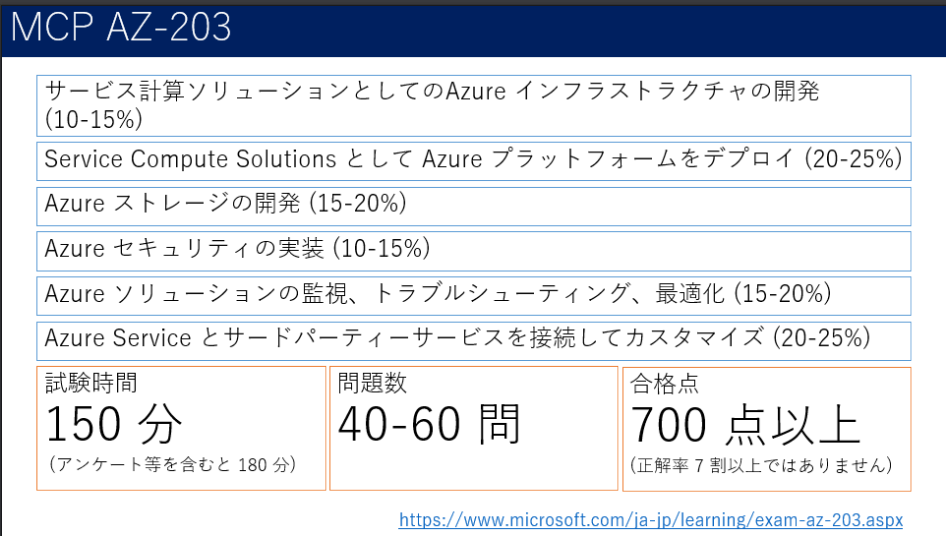 MCP AZ-203
サービス計算ソリューションとしてのAzure インフラストラクチャの開発
(10-15%)
Service Compute Solutions として Azure プラットフォームをデプロイ (20-25%)
Azure ストレージの開発 (15-20%)
Azure セキュリティの実装 (10-15%)
Azure ソリューションの監視、トラブルシューティング、最適化 (15-20%)
Azure Service とサードパーティーサービスを接続してカスタマイズ (20-25%)
試験時間
150 分
(アンケート等を含むと 180 分)
問題数
40-60 問
合格点
700 点以上
(正解率 7 割以上ではありません)
https://www.microsoft.com/ja-jp/learning/exam-az-203.aspx